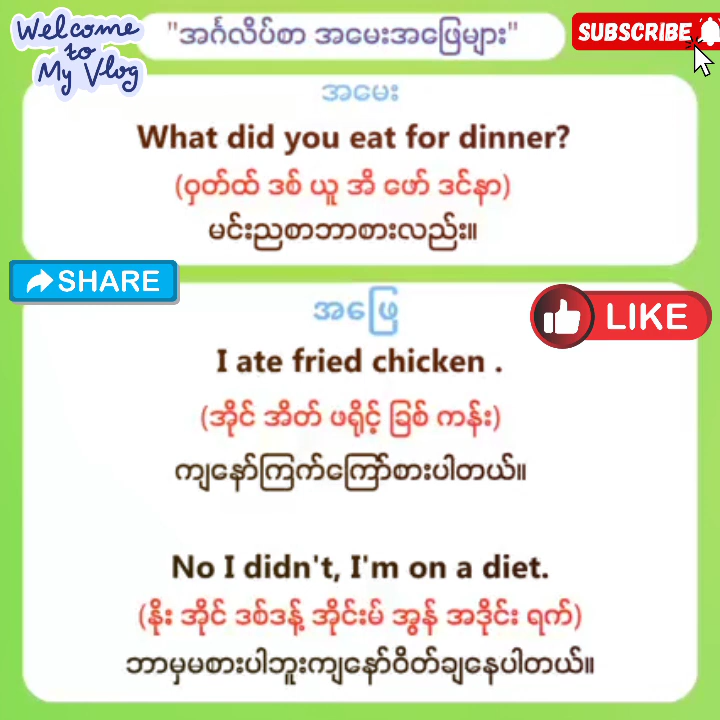 Welcome
to
My Vlog
"အင်္ဂလိပ်စာ အမေးအဖြေများ"
SUBSCRIBE
အမေး
What did you eat for dinner?
(ဝှတ်ထ် ဒစ် ယူ အိ ဖော် ဒင်နာ)
မင်းညစာဘာစားလည်း။
SHARE
အဖြေ
LIKE
I ate fried chicken .
(အိုင် အိတ် ဖရိုင့် ခြစ် ကန်း)
ကျနော်ကြက်ကြော်စားပါတယ်။
No I didn't, I'm on a diet.
(နိုး အိုင် ဒစ်ဒန့် အိုင်းမ် အွန် အဒိုင်း ရက်)
ဘာမှမစားပါဘူးကျနော်ဝိတ်ချနေပါတယ်။